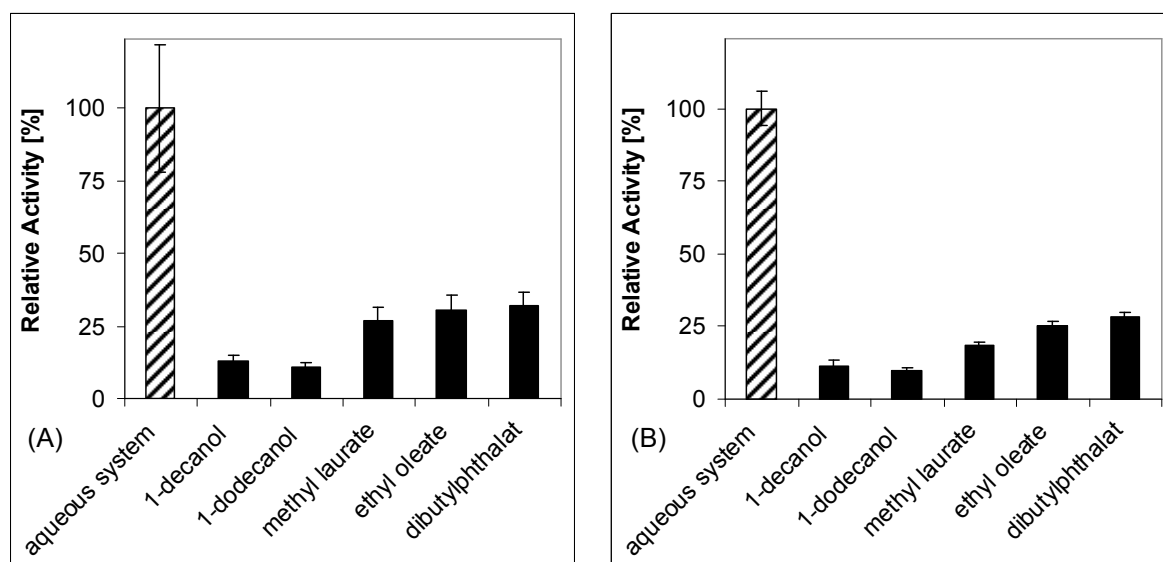 Relative Activity [%]
100
75
50
25
0
(A)
aqueous system
1-decanol
1-dodecanol
methyl laurate
ethyl oleate
dibutylphthalat
Relative Activity [%]
100
75
50
25
0
(B)
aqueous system
1-decanol
1-dodecanol
methyl laurate
ethyl oleate
dibutylphthalat